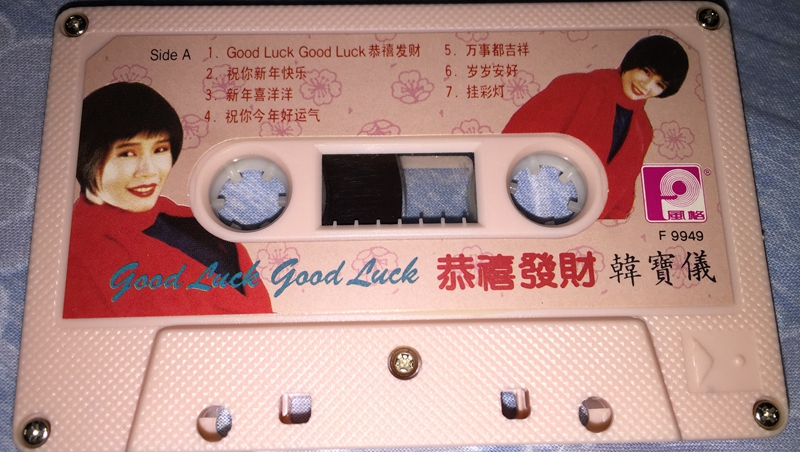 Side A
1. Good Luck Good Luck 恭禧发财
2. 祝你新年快乐
3. 新年喜洋洋
4. 祝你今年好运气
5. 万事都吉祥
6. 岁岁安好
7. 挂彩灯
風格
®
F 9949
Good Luck Good Luck 恭禧發財 韓寶儀